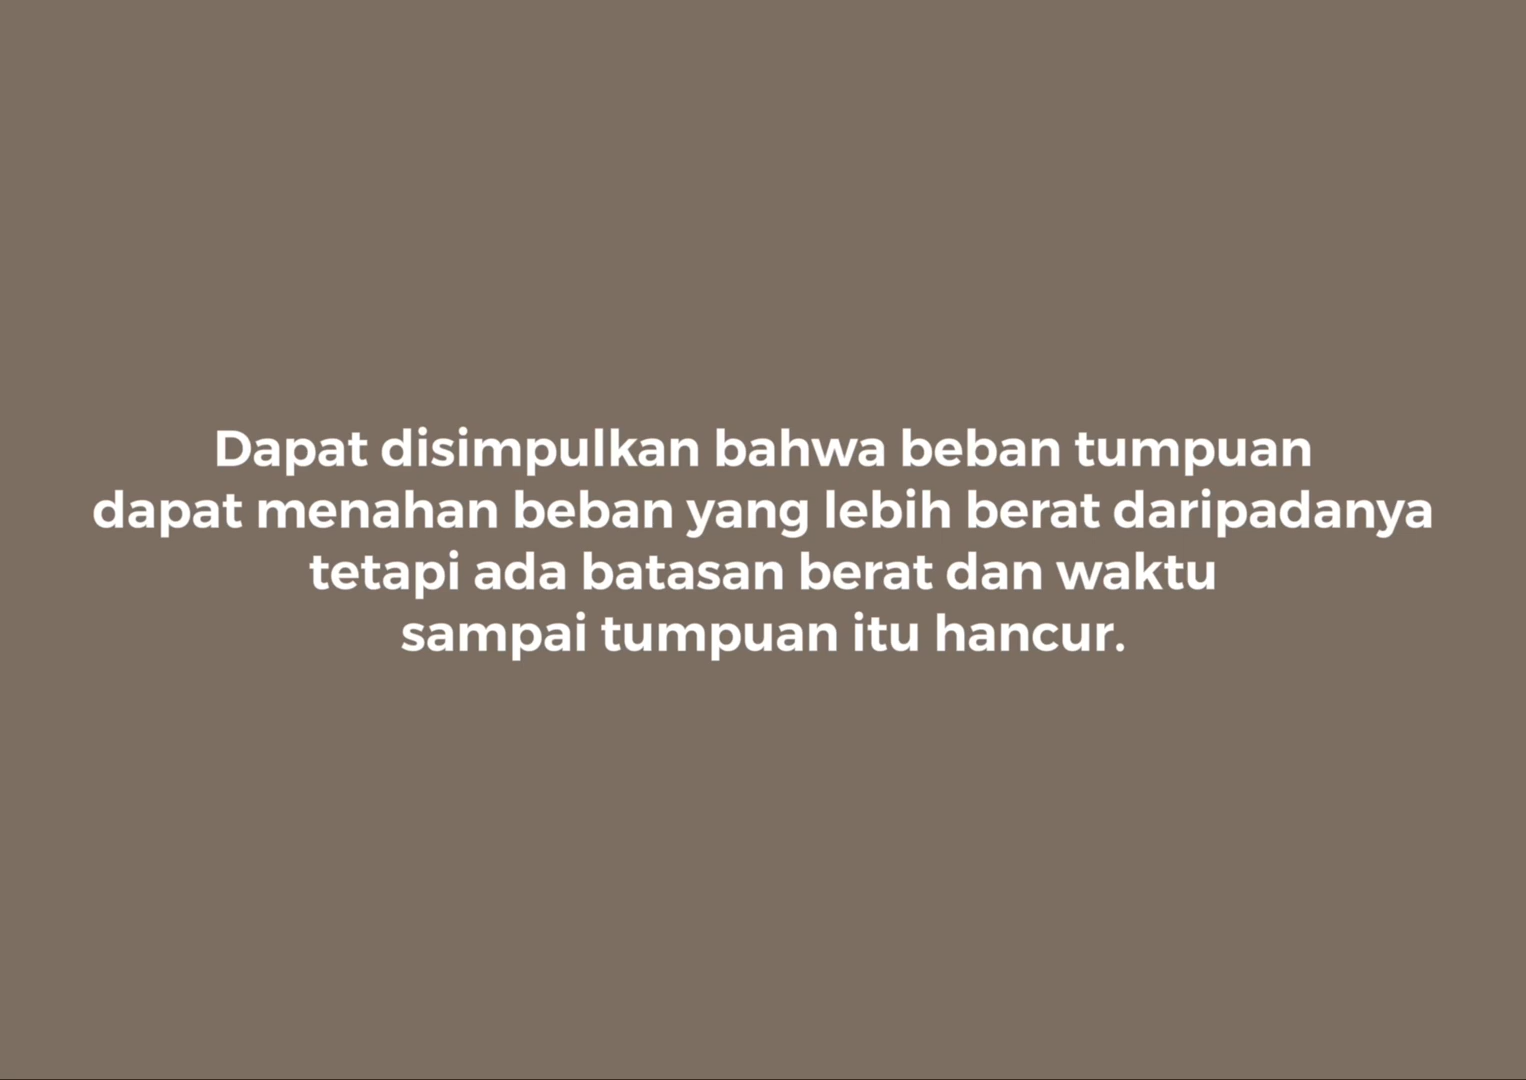 Dapat disimpulkan bahwa beban tumpuan
dapat menahan beban yang lebih berat daripadanya
tetapi ada batasan berat dan waktu
sampai tumpuan itu hancur.